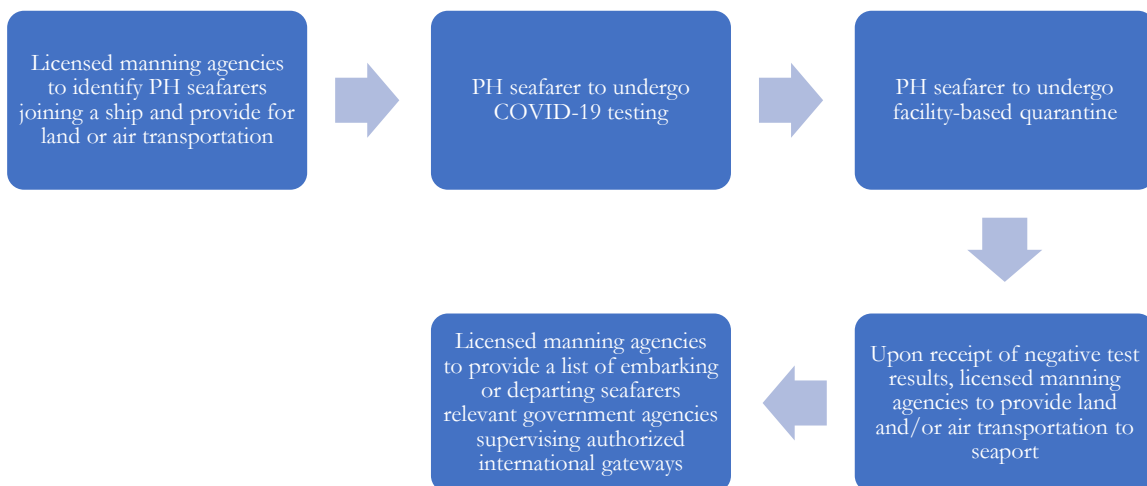 Licensed manning agencies
to identify PH seafarers
joining a ship and provide for
land or air transportation
PH seafarer to undergo
COVID-19 testing
PH seafarer to undergo
facility-based quarantine
Upon receipt of negative test
results, licensed manning
agencies to provide land
and/or air transportation to
seaport
Licensed manning agencies
to provide a list of embarking
or departing seafarers
relevant government agencies
supervising authorized
international gateways